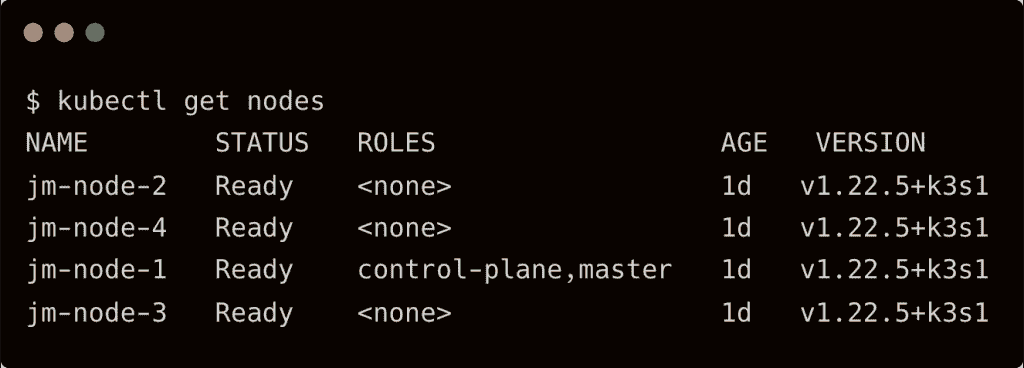 $ kubectl get nodes
NAME        STATUS   ROLES                  AGE   VERSION
jm-node-2   Ready    <none>                 1d   v1.22.5+k3s1
jm-node-4   Ready    <none>                 1d   v1.22.5+k3s1
jm-node-1   Ready    control-plane,master   1d   v1.22.5+k3s1
jm-node-3   Ready    <none>                 1d   v1.22.5+k3s1